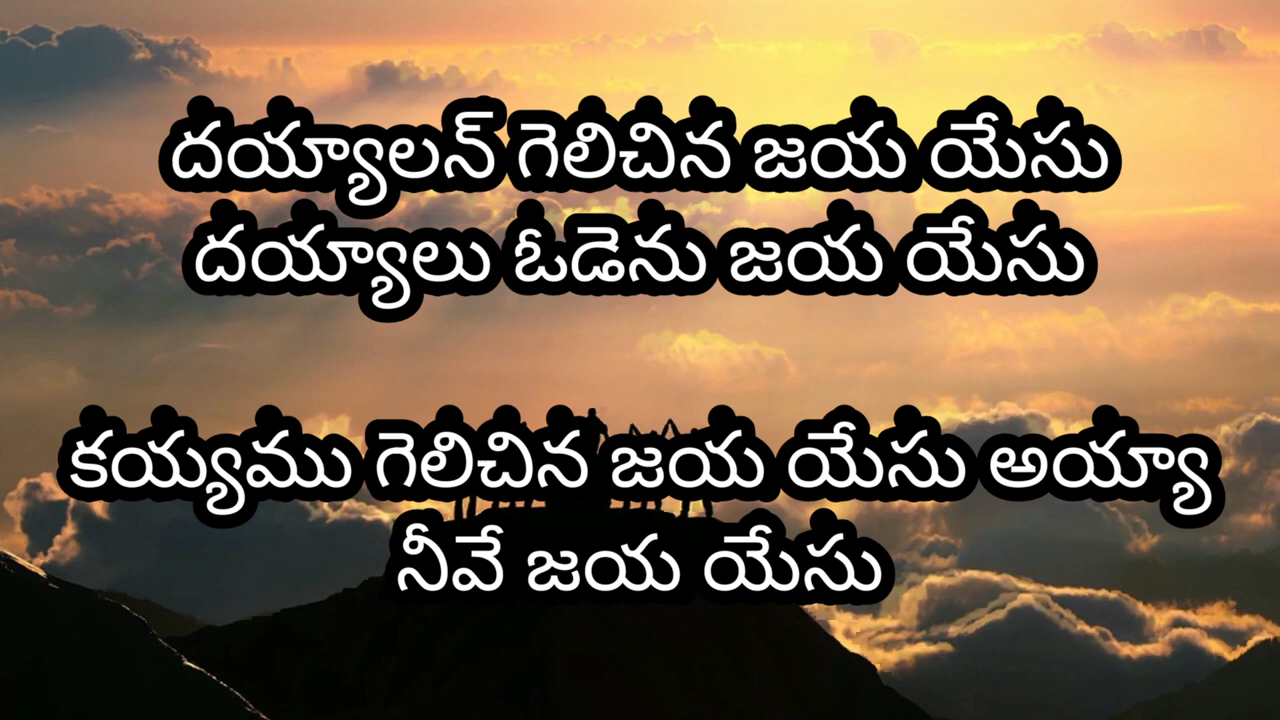 దయ్యాలన్ గెలిచిన జయ యేసు
దయ్యాలు ఓడెను జయ యేసు
కయ్యము గెలిచిన జయ యేసు అయ్యా
నీవే జయ యేసు